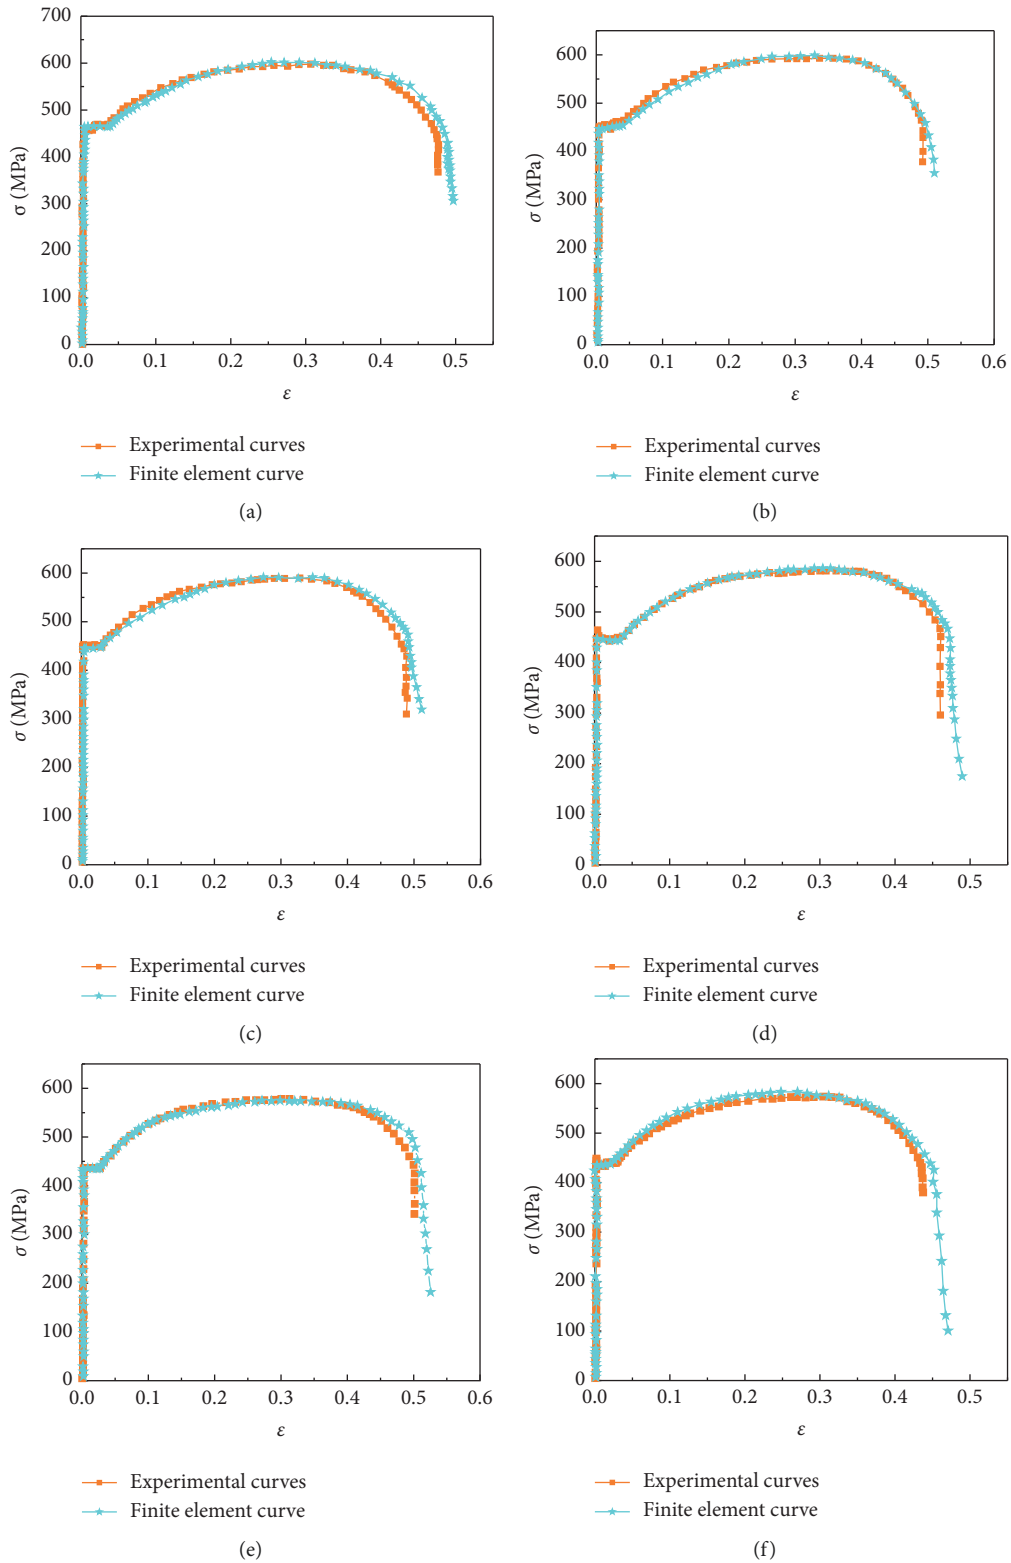 700
600
500
400
300
200
100
0
σ (MPa)
0.0 0.1 0.2 0.3 0.4 0.5
ε
Experimental curves
Finite element curve
(a)
600
500
400
300
200
100
0
σ (MPa)
0.0 0.1 0.2 0.3 0.4 0.5 0.6
ε
Experimental curves
Finite element curve
(b)
600
500
400
300
200
100
0
σ (MPa)
0.0 0.1 0.2 0.3 0.4 0.5 0.6
ε
Experimental curves
Finite element curve
(c)
600
500
400
300
200
100
0
σ (MPa)
0.0 0.1 0.2 0.3 0.4 0.5
ε
Experimental curves
Finite element curve
(d)
600
500
400
300
200
100
0
σ (MPa)
0.0 0.1 0.2 0.3 0.4 0.5 0.6
ε
Experimental curves
Finite element curve
(e)
600
500
400
300
200
100
0
σ (MPa)
0.0 0.1 0.2 0.3 0.4 0.5
ε
Experimental curves
Finite element curve
(f)